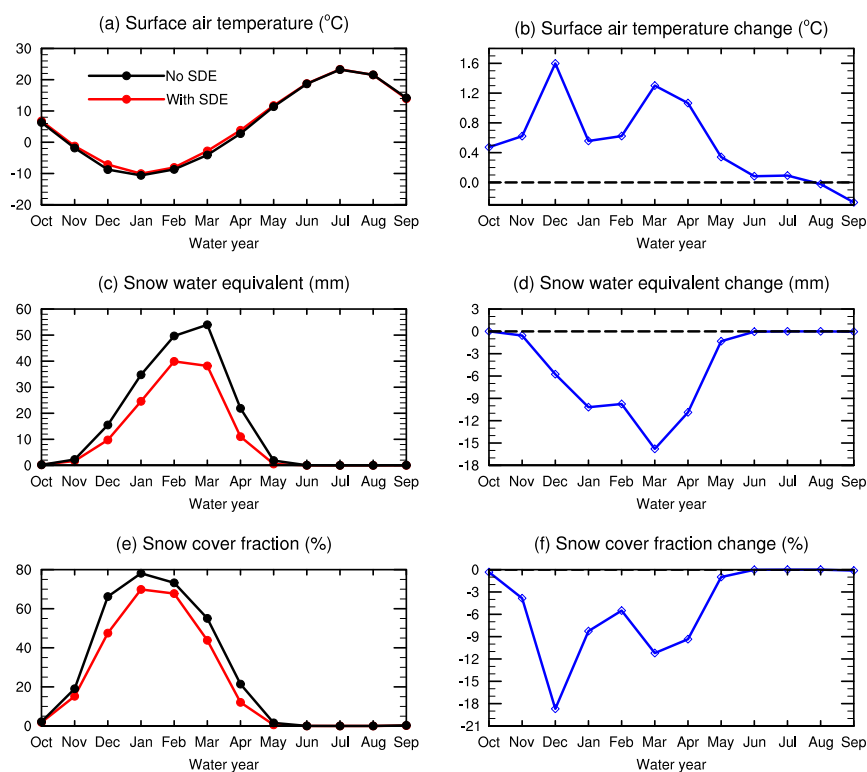 (a) Surface air temperature (°C)
30
20
10
0
-10
-20
No SDE
With SDE
Oct Nov Dec Jan Feb Mar Apr May Jun Jul Aug Sep
Water year
(b) Surface air temperature change (°C)
1.6
1.2
0.8
0.4
0.0
Oct Nov Dec Jan Feb Mar Apr May Jun Jul Aug Sep
Water year
(c) Snow water equivalent (mm)
60
50
40
30
20
10
0
Oct Nov Dec Jan Feb Mar Apr May Jun Jul Aug Sep
Water year
(d) Snow water equivalent change (mm)
3
0
-3
-6
-9
-12
-15
-18
Oct Nov Dec Jan Feb Mar Apr May Jun Jul Aug Sep
Water year
(e) Snow cover fraction (%)
80
60
40
20
0
Oct Nov Dec Jan Feb Mar Apr May Jun Jul Aug Sep
Water year
(f) Snow cover fraction change (%)
0
-3
-6
-9
-12
-15
-18
-21
Oct Nov Dec Jan Feb Mar Apr May Jun Jul Aug Sep
Water year